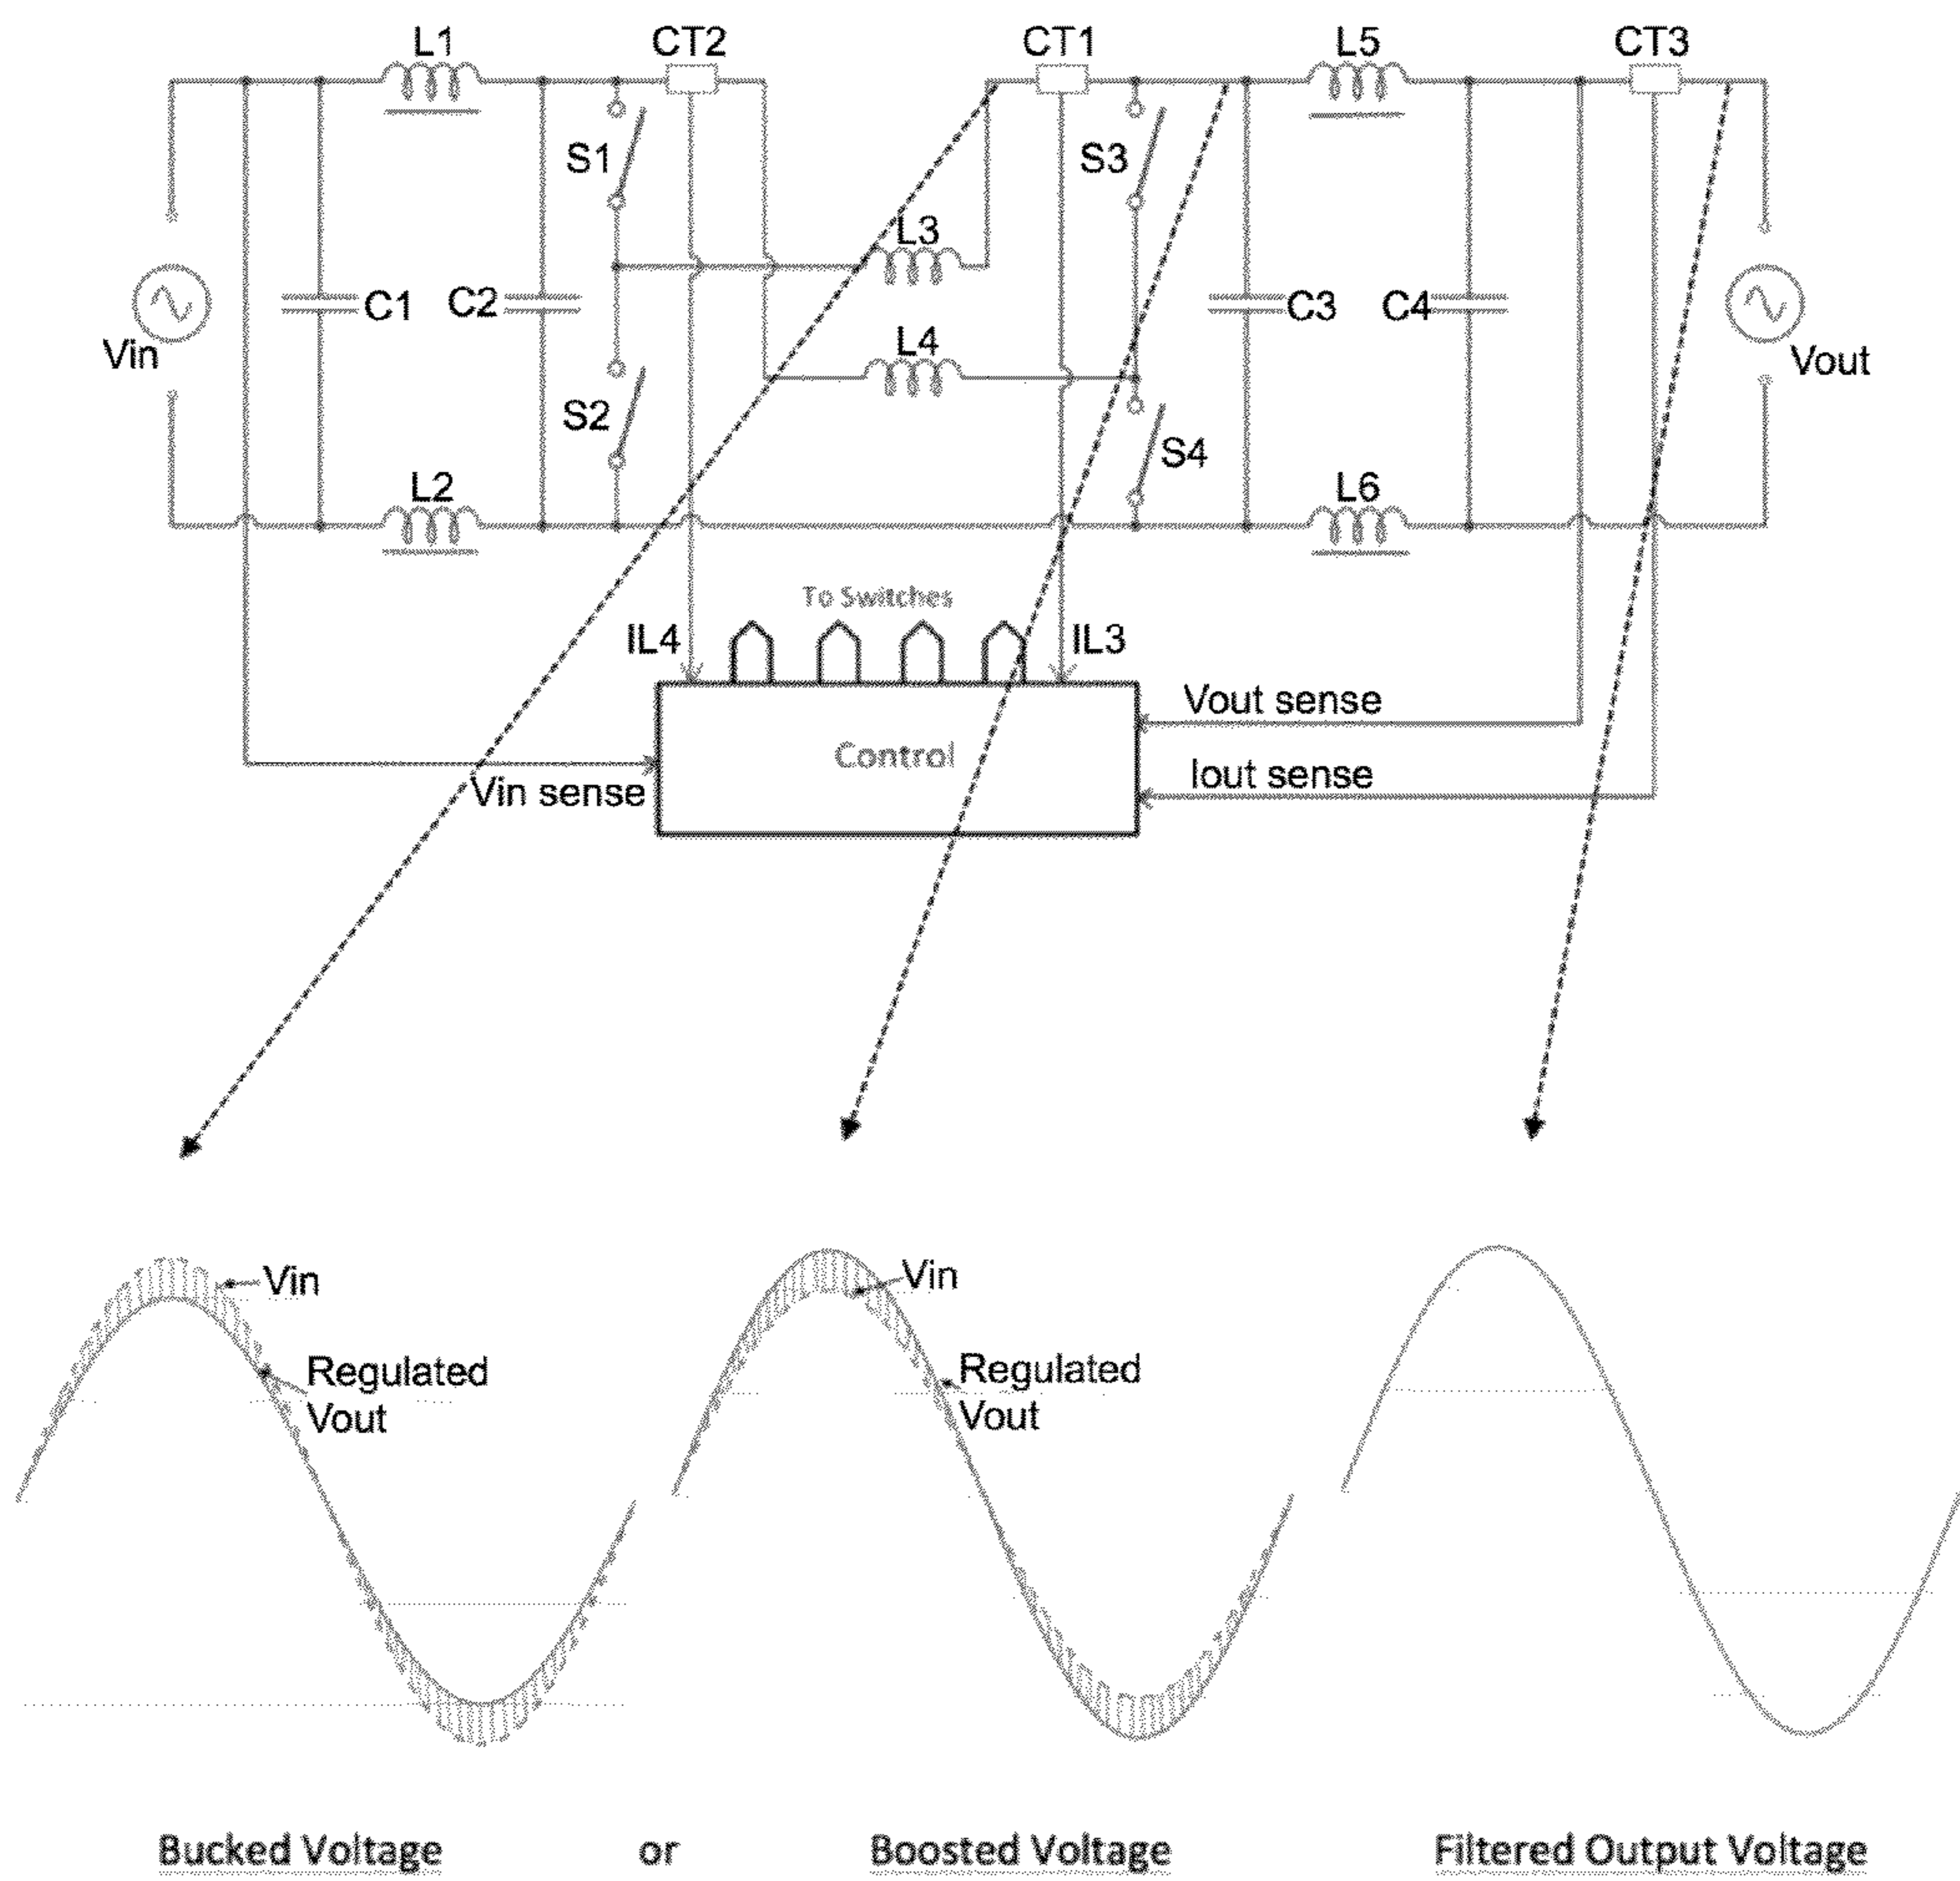 L1
CT2
CT1
L5
CT3
S1
S3
L3
C1
C2
C3
C4
Vin
L4
Vout
S2
S4
L2
L6
To Switches
IL4
IL3
Vout sense
Control
Iout sense
Vin sense
Vin
Vin
Regulated
Vout
Regulated
Vout
Bucked Voltage or Boosted Voltage Filtered Output Voltage